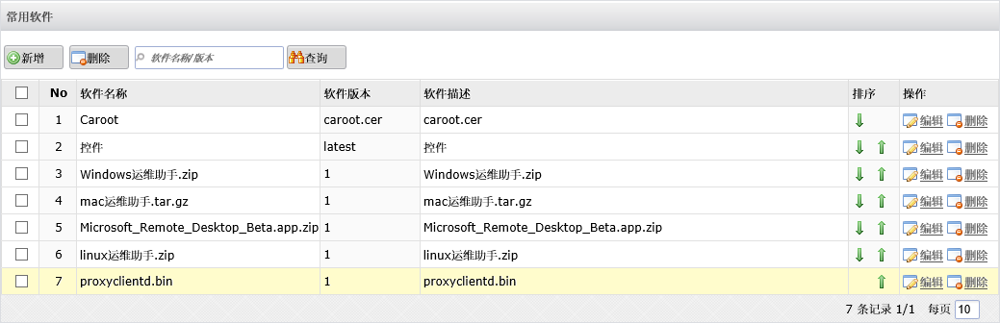 常用软件
新增 删除 软件名称/版本 查询
No 软件名称 软件版本 软件描述 排序 操作
1 Caroot caroot.cer caroot.cer 编辑 删除
2 控件 latest 控件 编辑 删除
3 Windows运维助手.zip 1 Windows运维助手.zip 编辑 删除
4 mac运维助手.tar.gz 1 mac运维助手.tar.gz 编辑 删除
5 Microsoft_Remote_Desktop_Beta.app.zip 1 Microsoft_Remote_Desktop_Beta.app.zip 编辑 删除
6 linux运维助手.zip 1 linux运维助手.zip 编辑 删除
7 proxyclientd.bin 1 proxyclientd.bin 编辑 删除
7 条记录 1/1 每页 10